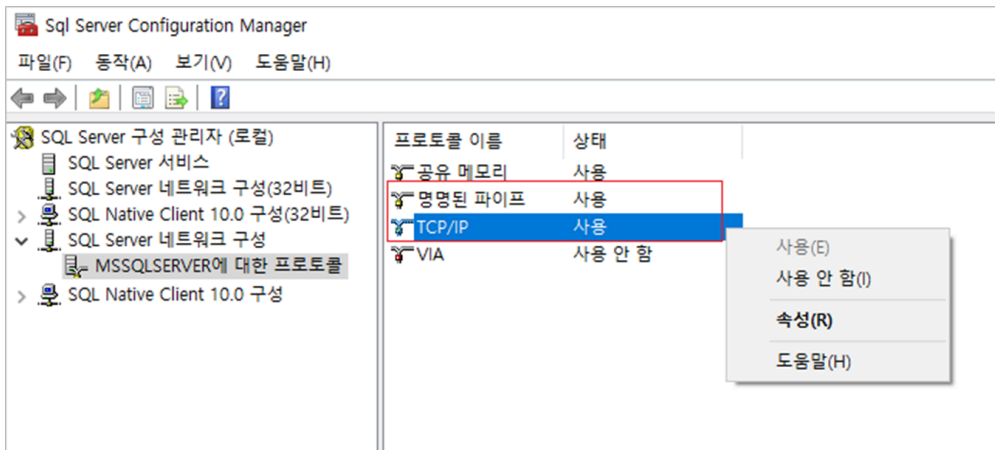 Sql Server Configuration Manager
파일(F) 동작(A) 보기(V) 도움말(H)
SQL Server 구성 관리자 (로컬)
SQL Server 서비스
SQL Server 네트워크 구성(32비트)
SQL Native Client 10.0 구성(32비트)
SQL Server 네트워크 구성
MSSQLSERVER에 대한 프로토콜
SQL Native Client 10.0 구성
프로토콜 이름 상태
공유 메모리 사용
명명된 파이프 사용
TCP/IP 사용
VIA 사용 안 함
사용(E)
사용 안 함(I)
속성(R)
도움말(H)